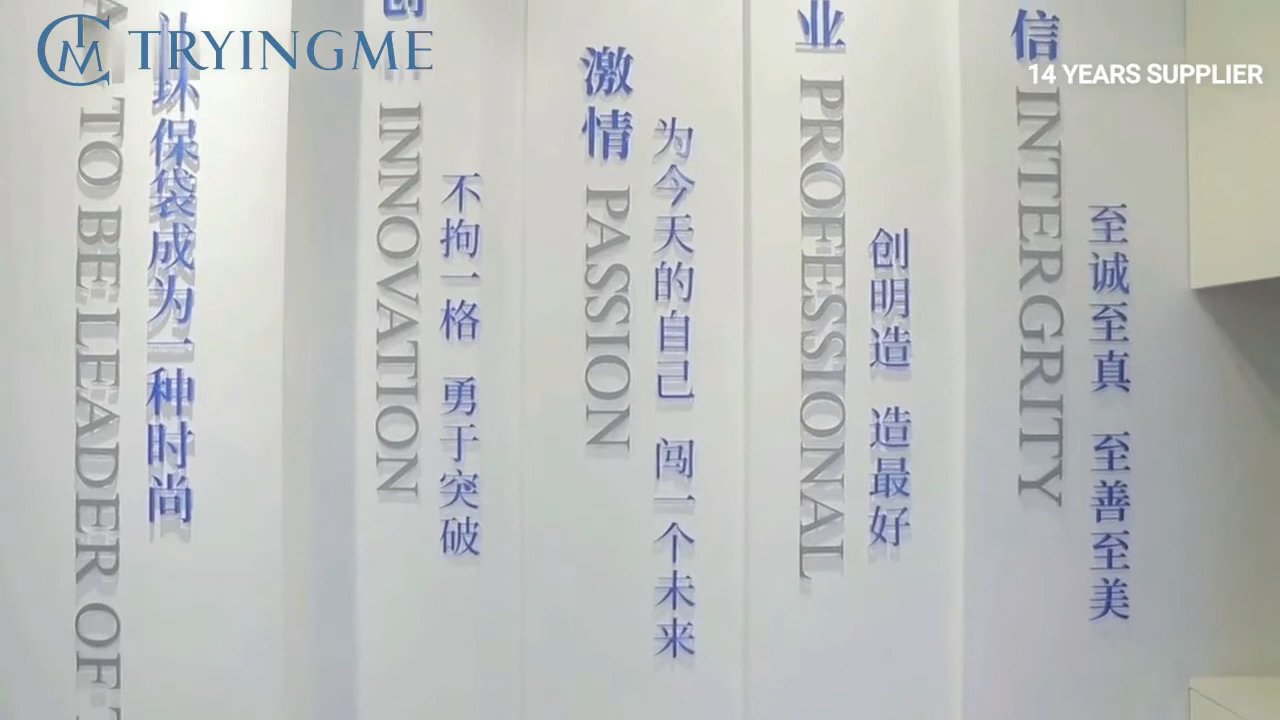 TRYINGME
14 YEARS SUPPLIER
TO BE LEADER OF
让环保袋成为一种时尚
INNOVATION
不拘一格 勇于突破
激情 PASSION
为今天的自己 闯一个未来
业 PROFESSIONAL
创明造 造最好
信 INTERGRITY
至诚至真 至善至美